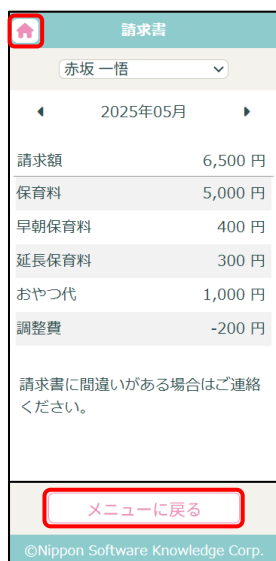 請求書
赤坂 一悟
2025年05月
請求額 6,500 円
保育料 5,000 円
早朝保育料 400 円
延長保育料 300 円
おやつ代 1,000 円
調整費 -200 円
請求書に間違いがある場合はご連絡
ください。
メニューに戻る
©Nippon Software Knowledge Corp.